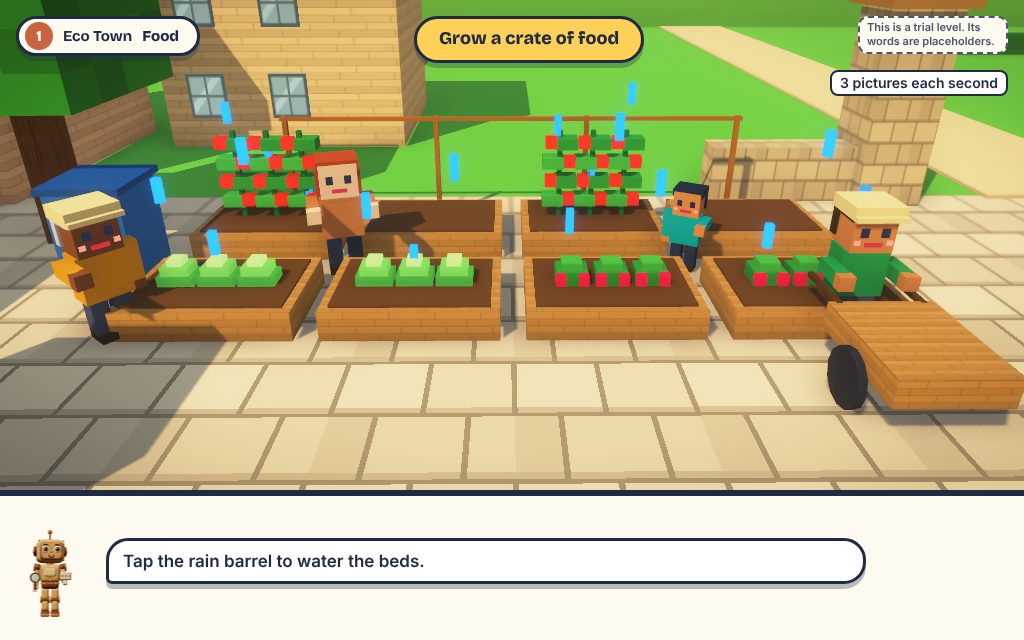 1 Eco Town Food
Grow a crate of food
This is a trial level. Its
words are placeholders.
3 pictures each second
Tap the rain barrel to water the beds.